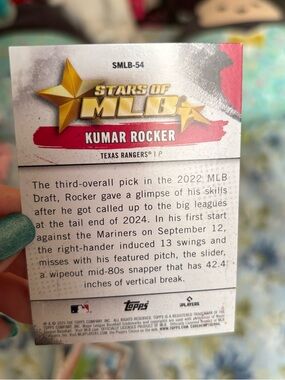 SMLB-54
STARS OF
MLB
KUMAR ROCKER
TEXAS RANGERS® | P
The third-overall pick in the 2022 MLB
Draft, Rocker gave a glimpse of his skills
after he got called up to the big leagues
at the tail end of 2024. In his first start
against the Mariners on September 12,
the right-hander induced 13 swings and
misses with his featured pitch, the slider,
a wipeout mid-80s snapper that has 42.4
inches of vertical break.
Topps
PLAYERS